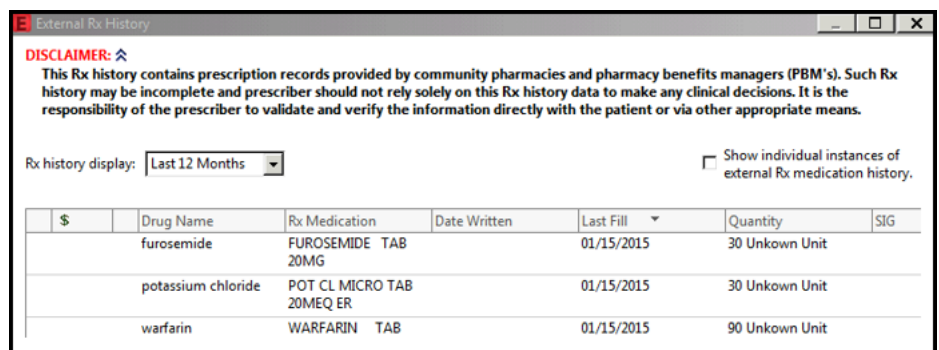 E External Rx History
DISCLAIMER:
This Rx history contains prescription records provided by community pharmacies and pharmacy benefits managers (PBM's). Such Rx
history may be incomplete and prescriber should not rely solely on this Rx history data to make any clinical decisions. It is the
responsibility of the prescriber to validate and verify the information directly with the patient or via other appropriate means.
Rx history display: Last 12 Months
Show individual instances of
external Rx medication history.
$ Drug Name Rx Medication Date Written Last Fill Quantity SIG
furosemide FUROSEMIDE TAB 01/15/2015 30 Unkown Unit
20MG
potassium chloride POT CL MICRO TAB 01/15/2015 30 Unkown Unit
20MEQ ER
warfarin WARFARIN TAB 01/15/2015 90 Unkown Unit